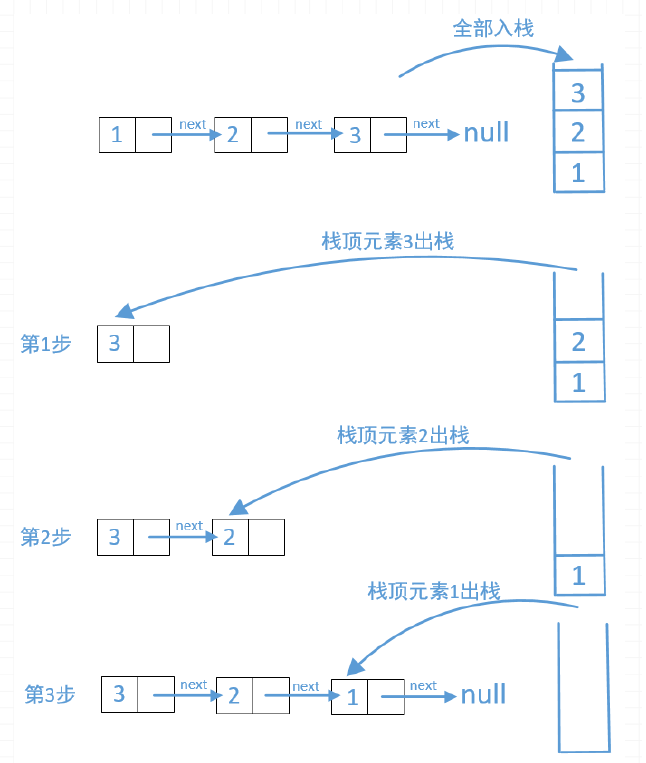 全部入栈
3
1 next 2 next 3 next null
2
1
栈顶元素3出栈
第1步 3
2
1
栈顶元素2出栈
第2步 3 next 2
1
栈顶元素1出栈
第3步 3 next 2 next 1 next null